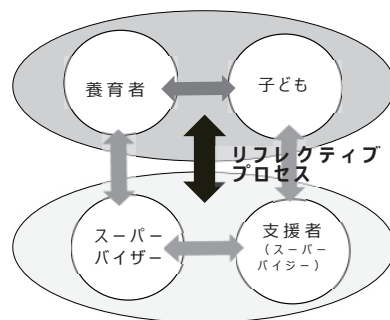 養育者
子ども
リフレクティブ
プロセス
スーパー
バイザー
支援者
（スーパー
バイジー）